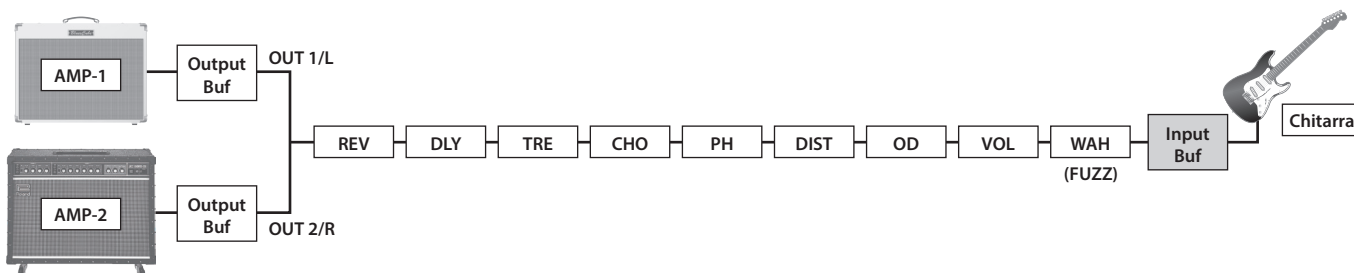 AMP-1
Output
Buf
OUT 1/L
REV
DLY
TRE
CHO
PH
DIST
OD
VOL
WAH
(FUZZ)
Input
Buf
Chitarra
AMP-2
Output
Buf
OUT 2/R